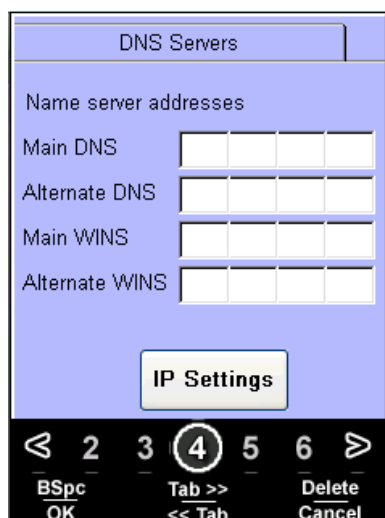 DNS Servers
Name server addresses
Main DNS
Alternate DNS
Main WINS
Alternate WINS
IP Settings
< 2 3 4 5 6 >
BSpc Tab >> Delete
OK << Tab Cancel